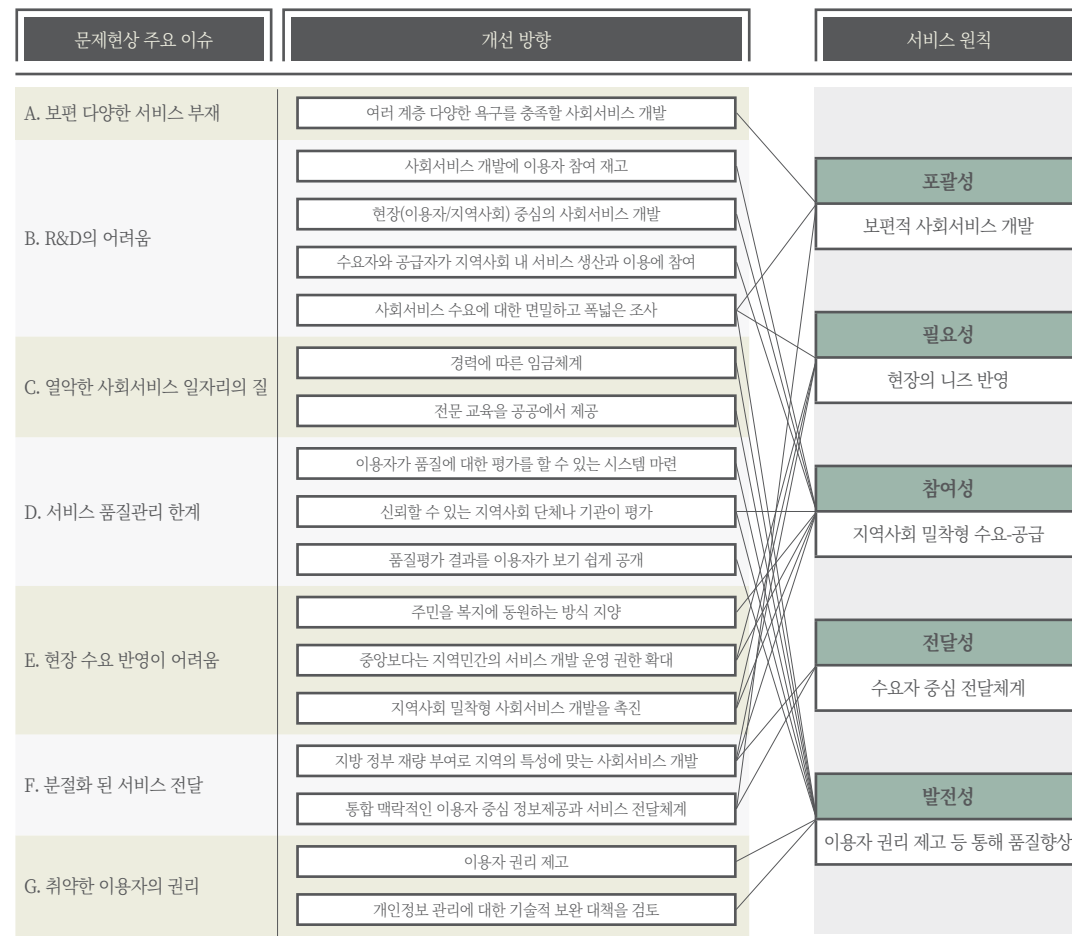 문제현상 주요 이슈
개선 방향
서비스 원칙
A. 보편 다양한 서비스 부재
여러 계층 다양한 욕구를 충족할 사회서비스 개발
B. R&D의 어려움
사회서비스 개발에 이용자 참여 재고
현장(이용자/지역사회) 중심의 사회서비스 개발
수요자와 공급자가 지역사회 내 서비스 생산과 이용에 참여
사회서비스 수요에 대한 면밀하고 폭넓은 조사
C. 열악한 사회서비스 일자리의 질
경력에 따른 임금체계
전문 교육을 공공에서 제공
D. 서비스 품질관리 한계
이용자가 품질에 대한 평가를 할 수 있는 시스템 마련
신뢰할 수 있는 지역사회 단체나 기관이 평가
품질평가 결과를 이용자가 보기 쉽게 공개
E. 현장 수요 반영이 어려움
주민을 복지에 동원하는 방식 지양
중앙보다는 지역민간의 서비스 개발 운영 권한 확대
지역사회 밀착형 사회서비스 개발을 촉진
F. 분절화 된 서비스 전달
지방 정부 재량 부여로 지역의 특성에 맞는 사회서비스 개발
통합 맥락적인 이용자 중심 정보제공과 서비스 전달체계
G. 취약한 이용자의 권리
이용자 권리 제고
개인정보 관리에 대한 기술적 보완 대책을 검토
포괄성
보편적 사회서비스 개발
필요성
현장의 니즈 반영
참여성
지역사회 밀착형 수요-공급
전달성
수요자 중심 전달체계
발전성
이용자 권리 제고 등 통해 품질향상